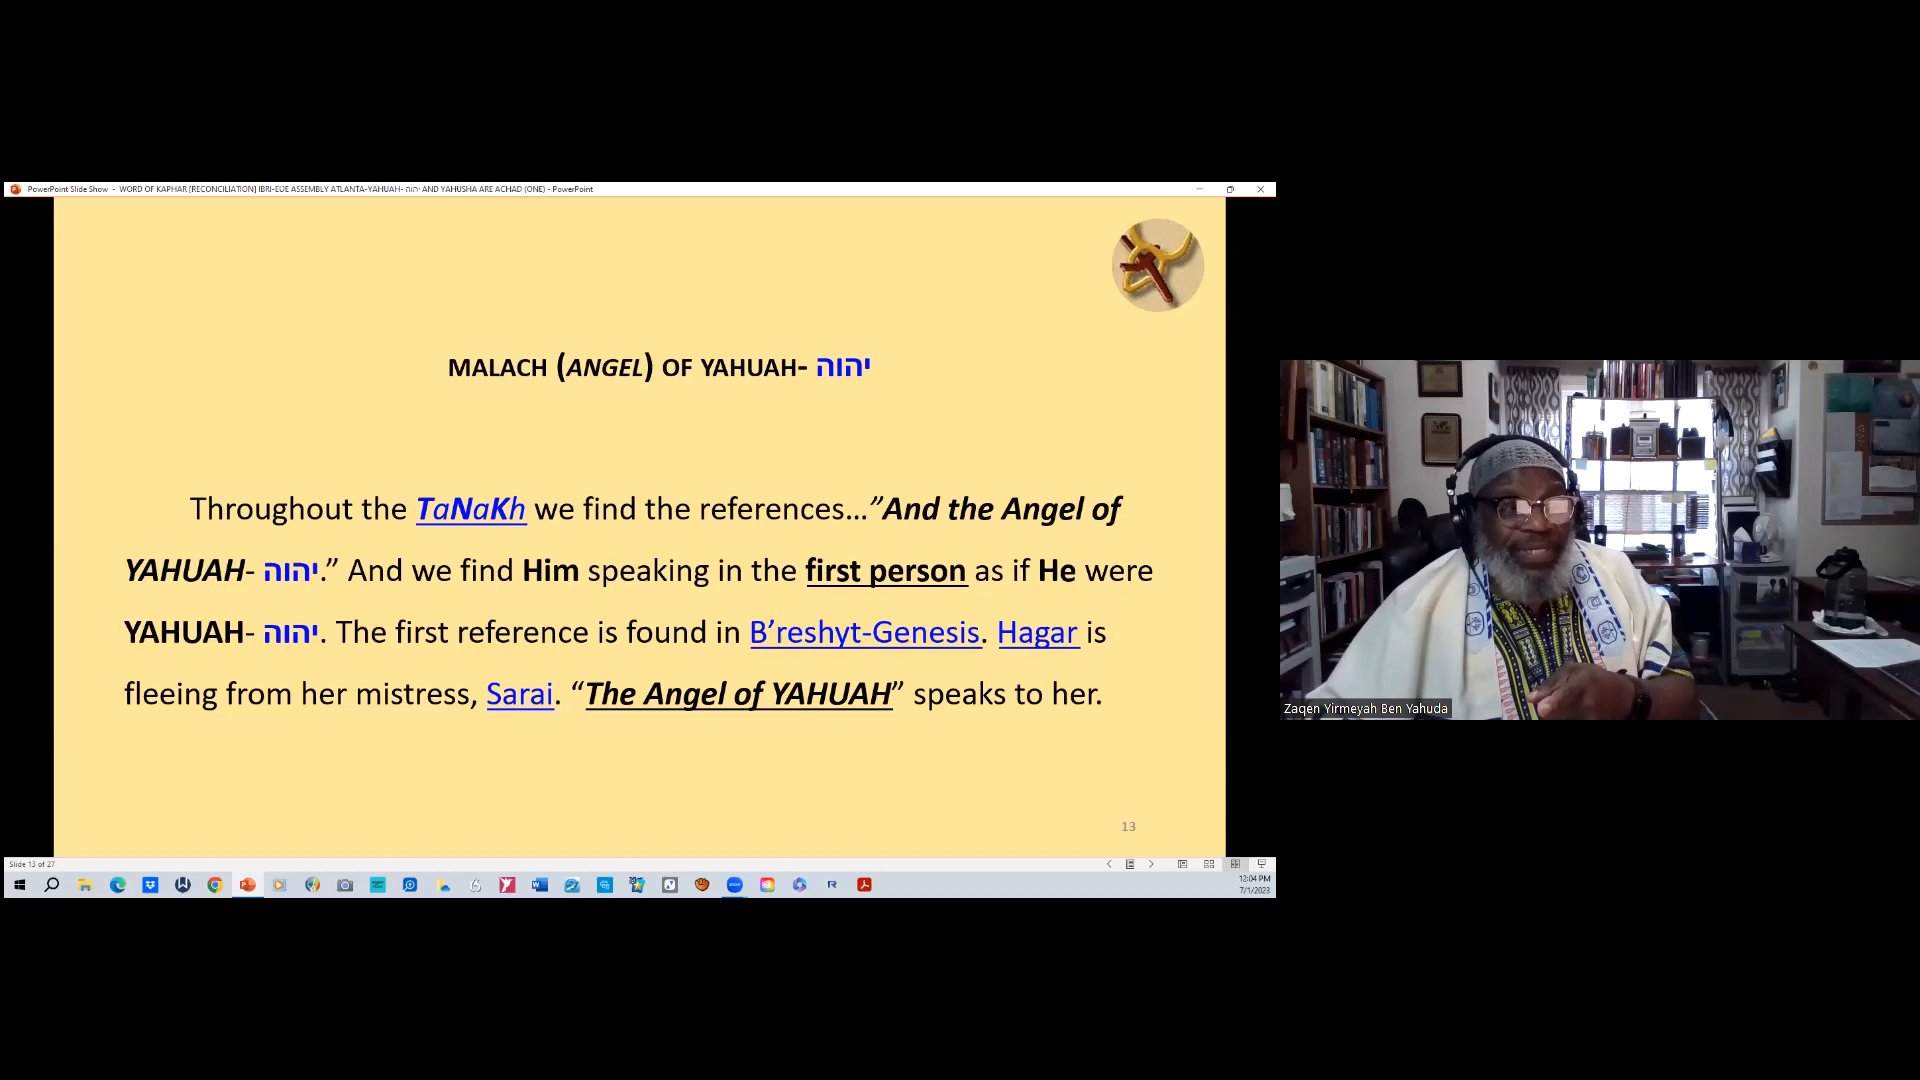 PowerPoint Slide Show - WORD OF KAPHAR [RECONCILIATION] IBRI-EDE ASSEMBLY ATLANTA-YAHUAH- יהוה AND YAHUSHA ARE ACHAD (ONE) - PowerPoint
MALACH (ANGEL) OF YAHUAH- יהוה
Throughout the TaNaKh we find the references…”And the Angel of
YAHUAH- יהוה.” And we find Him speaking in the first person as if He were
YAHUAH- יהוה. The first reference is found in B’reshyt-Genesis. Hagar is
fleeing from her mistress, Sarai. “The Angel of YAHUAH” speaks to her.
13
Slide 13 of 27
12:04 PM
7/1/2023
Zaqen Yirmeyah Ben Yahuda